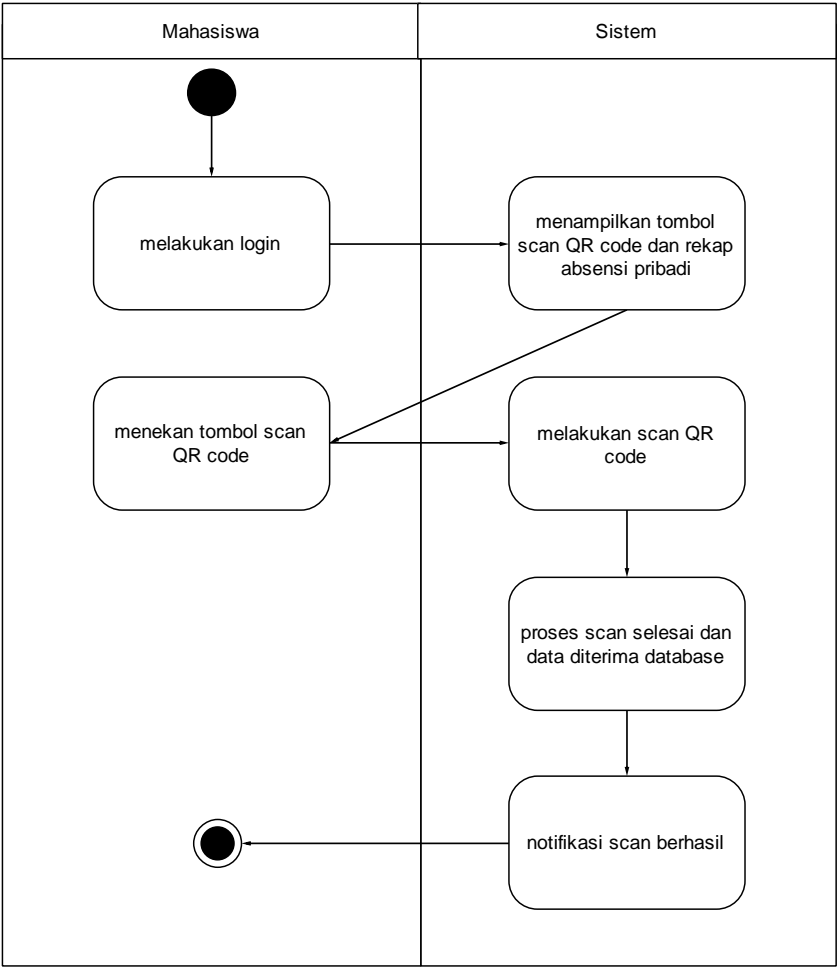 Mahasiswa
Sistem
melakukan login
menampilkan tombol
scan QR code dan rekap
absensi pribadi
menekan tombol scan
QR code
melakukan scan QR
code
proses scan selesai dan
data diterima database
notifikasi scan berhasil